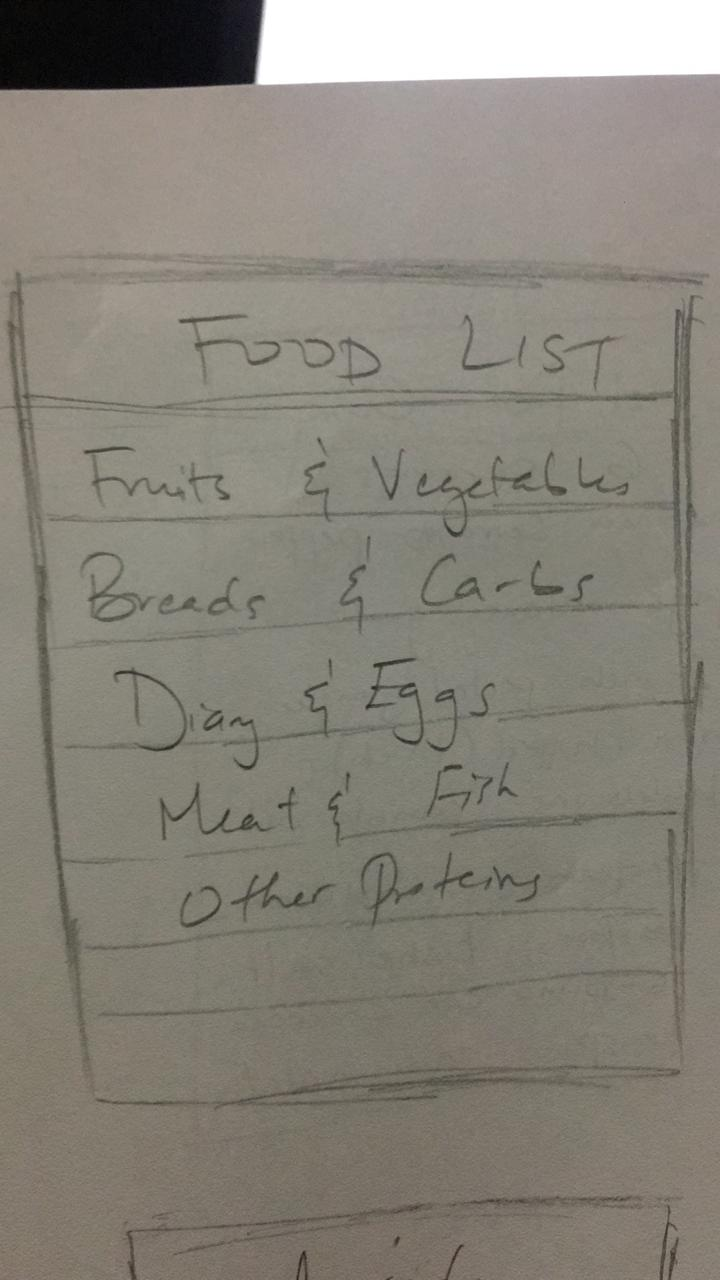 FOOD LIST
Fruits & Vegetables
Breads & Carbs
Diary & Eggs
Meat & Fish
Other Proteins